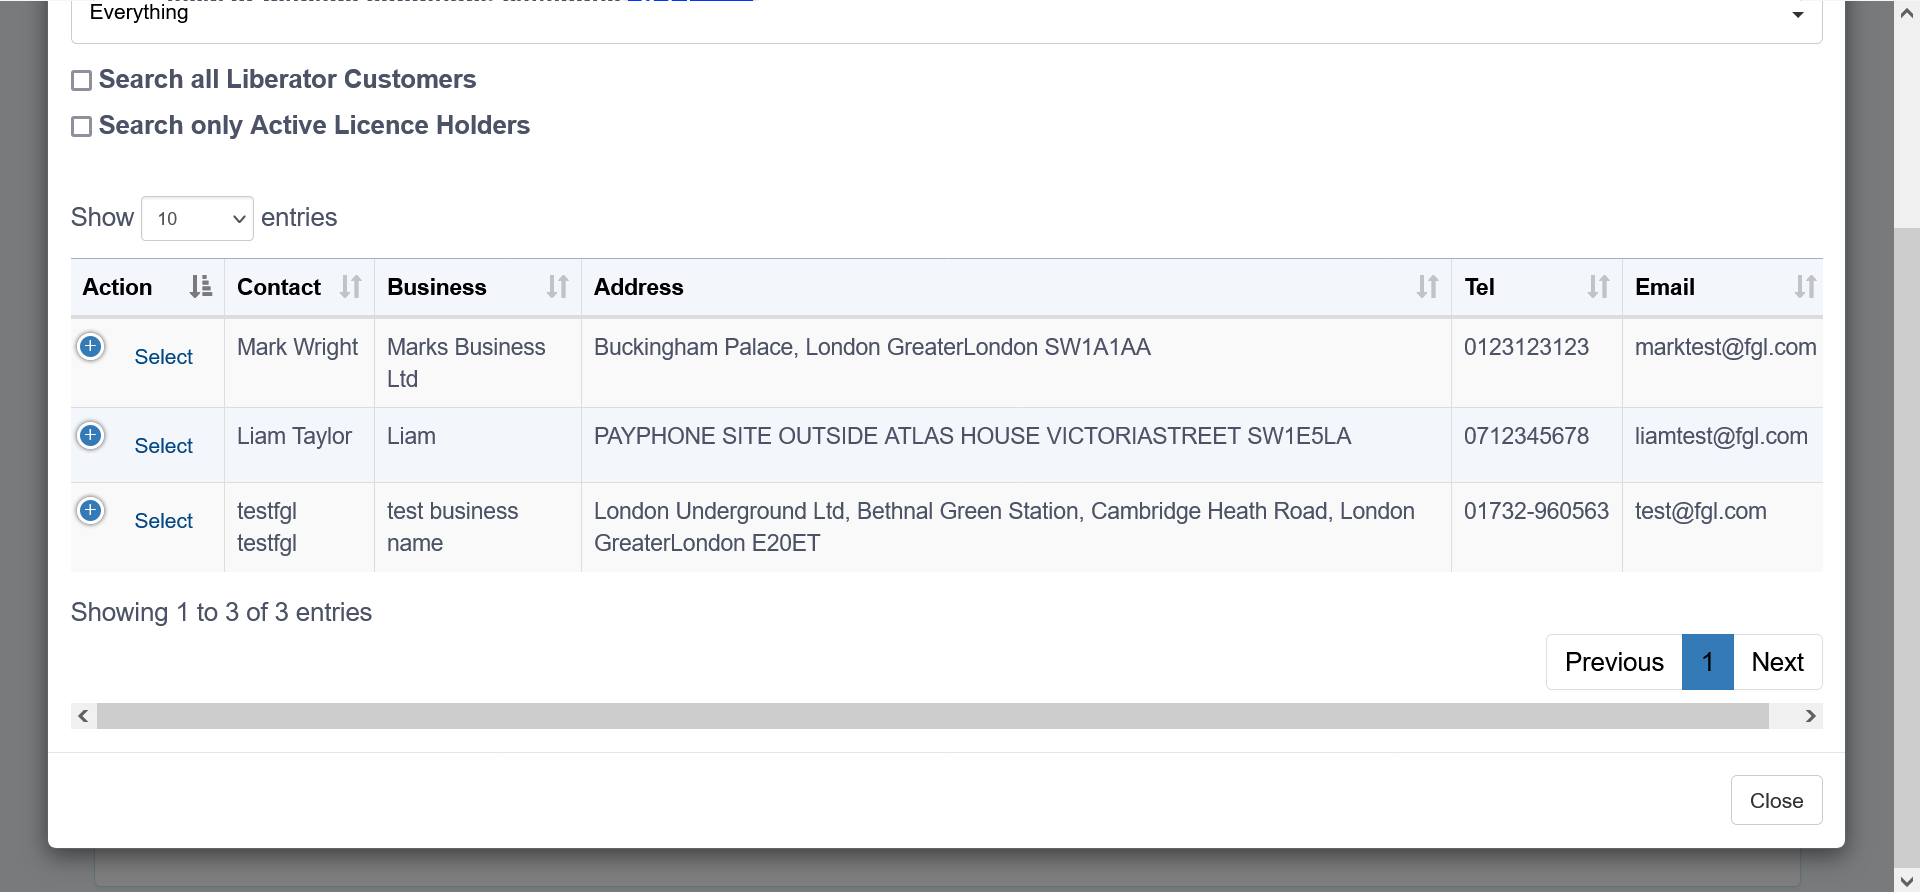 Everything
Search all Liberator Customers
Search only Active Licence Holders
Show 10 entries
Action Contact Business Address Tel Email
Select Mark Wright Marks Business Buckingham Palace, London GreaterLondon SW1A1AA 0123123123 marktest@fgl.com
Ltd
Select Liam Taylor Liam PAYPHONE SITE OUTSIDE ATLAS HOUSE VICTORIASTREET SW1E5LA 0712345678 liamtest@fgl.com
Select testfgl test business London Underground Ltd, Bethnal Green Station, Cambridge Heath Road, London 01732-960563 test@fgl.com
testfgl name GreaterLondon E20ET
Showing 1 to 3 of 3 entries
Previous 1 Next
Close